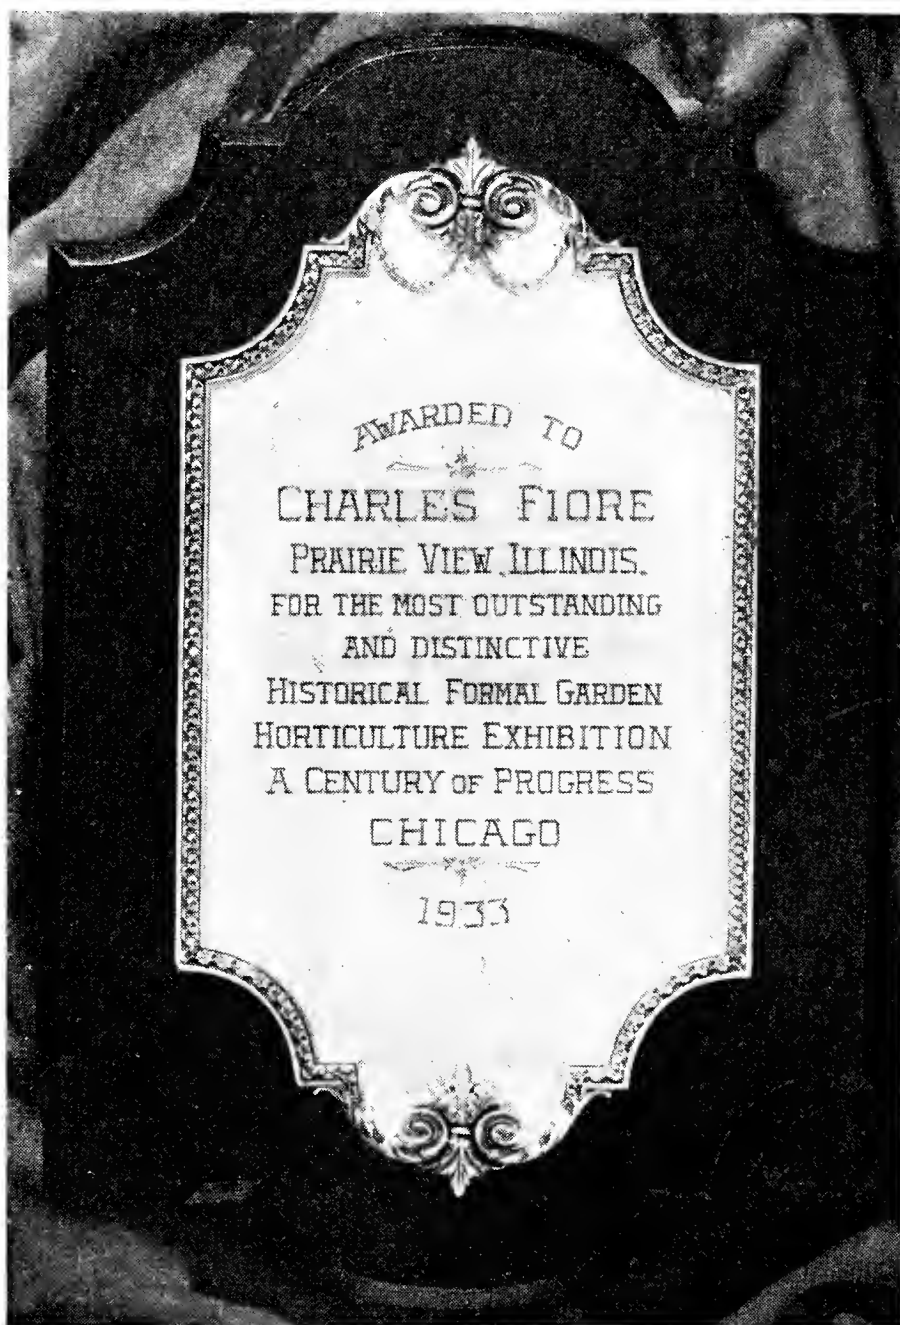 AWARDED TO
CHARLES FIORE
PRAIRIE VIEW, ILLINOIS.
FOR THE MOST OUTSTANDING
AND DISTINCTIVE
HISTORICAL FORMAL GARDEN
HORTICULTURE EXHIBITION
A CENTURY OF PROGRESS
CHICAGO
1933